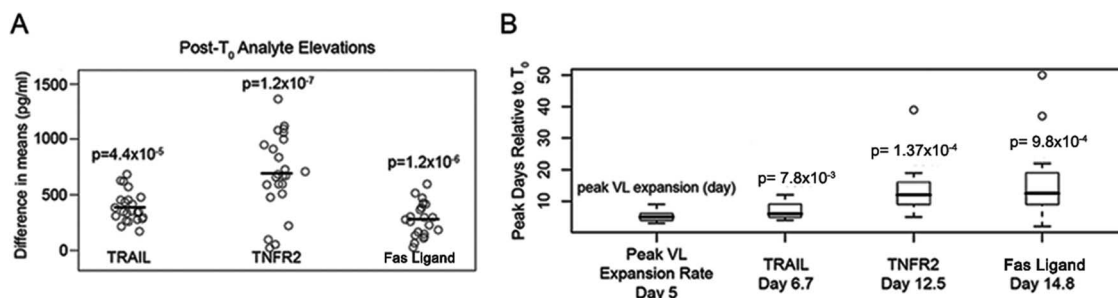 A
Post-T₀ Analyte Elevations
Difference in means (pg/ml)
1500
1000
500
0
p=4.4x10⁻⁵
p=1.2x10⁻⁷
p=1.2x10⁻⁶
TRAIL
TNFR2
Fas Ligand
B
Peak Days Relative to T₀
50
40
30
20
10
peak VL expansion (day)
p= 7.8x10⁻³
p= 1.37x10⁻⁴
p= 9.8x10⁻⁴
Peak VL
Expansion Rate
Day 5
TRAIL
Day 6.7
TNFR2
Day 12.5
Fas Ligand
Day 14.8